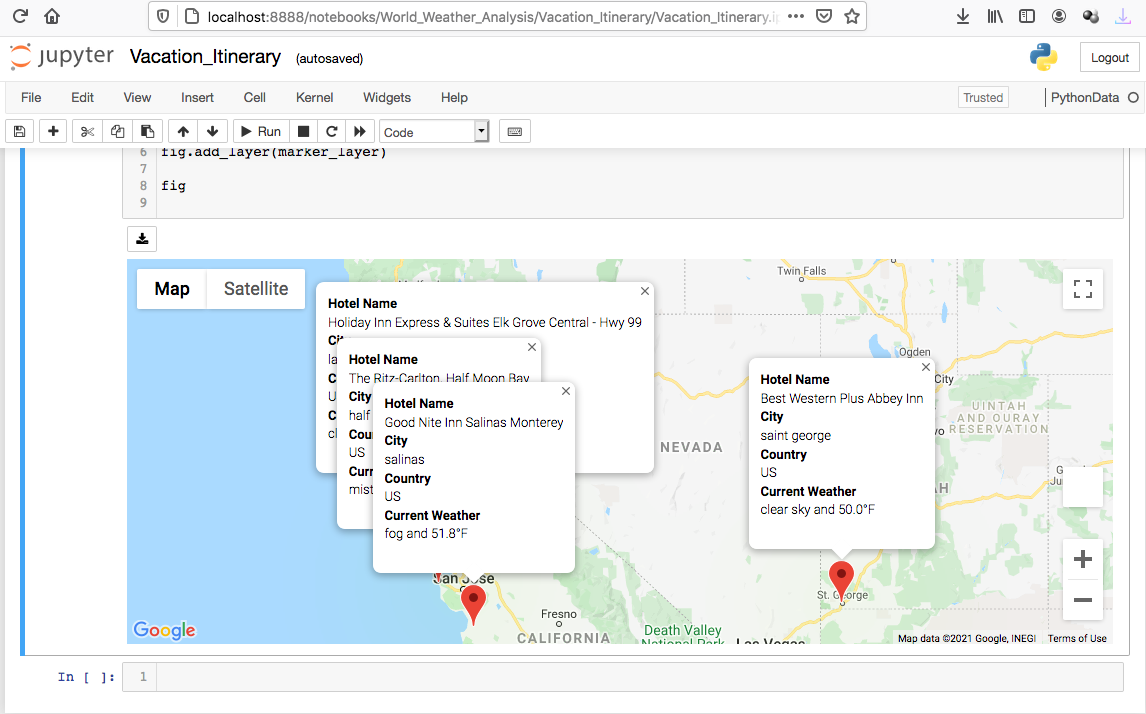 localhost:8888/notebooks/World_Weather_Analysis/Vacation_Itinerary/Vacation_Itinerary.i
jupyter Vacation_Itinerary (autosaved)
Logout
File Edit View Insert Cell Kernel Widgets Help
Trusted
PythonData
Run
Code
6 fig.add_layer(marker_layer)
7
8 fig
9
Map Satellite
Twin Falls
Hotel Name
Holiday Inn Express & Suites Elk Grove Central - Hwy 99
Hotel Name
The Ritz-Carlton, Half Moon Bay
City
half
Cou
US
Curr
mist
Hotel Name
Good Nite Inn Salinas Monterey
City
salinas
Country
US
Current Weather
fog and 51.8°F
Ogden
City
Hotel Name
Best Western Plus Abbey Inn
City
saint george
Country
US
Current Weather
clear sky and 50.0°F
UINTAH
AND OURAY
RESERVATION
NEVADA
San Jose
St. George
Fresno
CALIFORNIA
Death Valley
National Park
Las Vegas
Google
Map data ©2021 Google, INEGI Terms of Use
In [ ]: 1